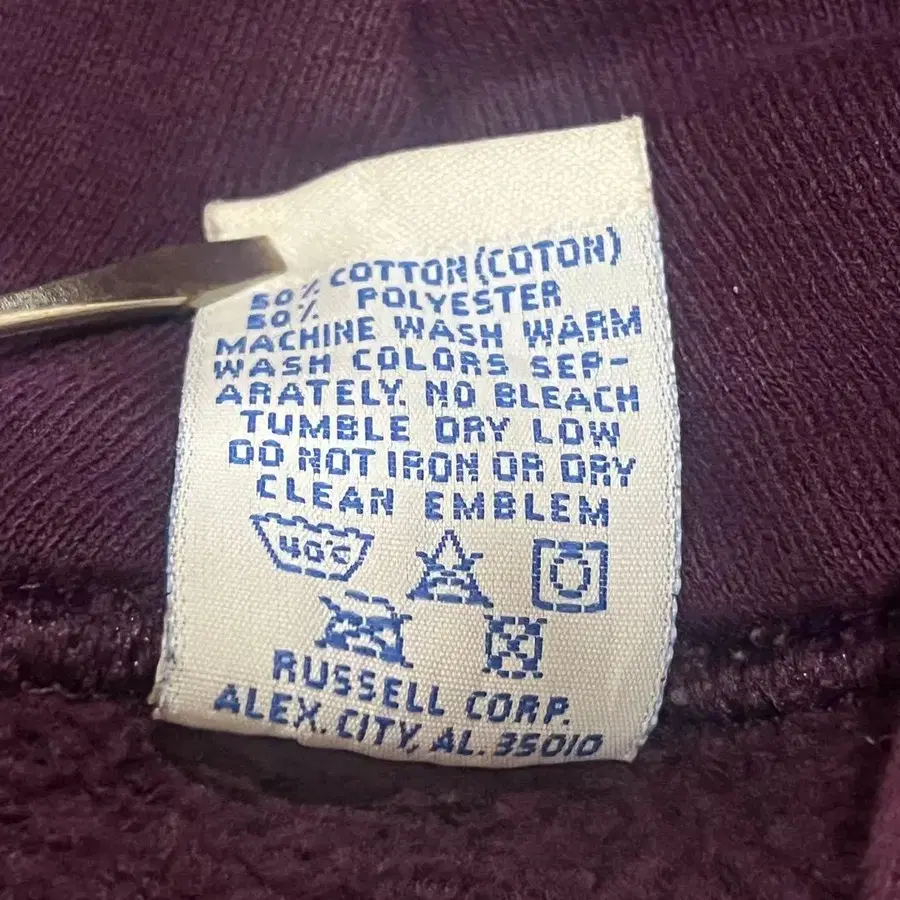 50% COTTON (COTON)
50% POLYESTER
MACHINE WASH WARM
WASH COLORS SEP-
ARATELY. NO BLEACH
TUMBLE DRY LOW
DO NOT IRON OR DRY
CLEAN EMBLEM
40°C
RUSSELL CORP.
ALEX. CITY, AL. 35010